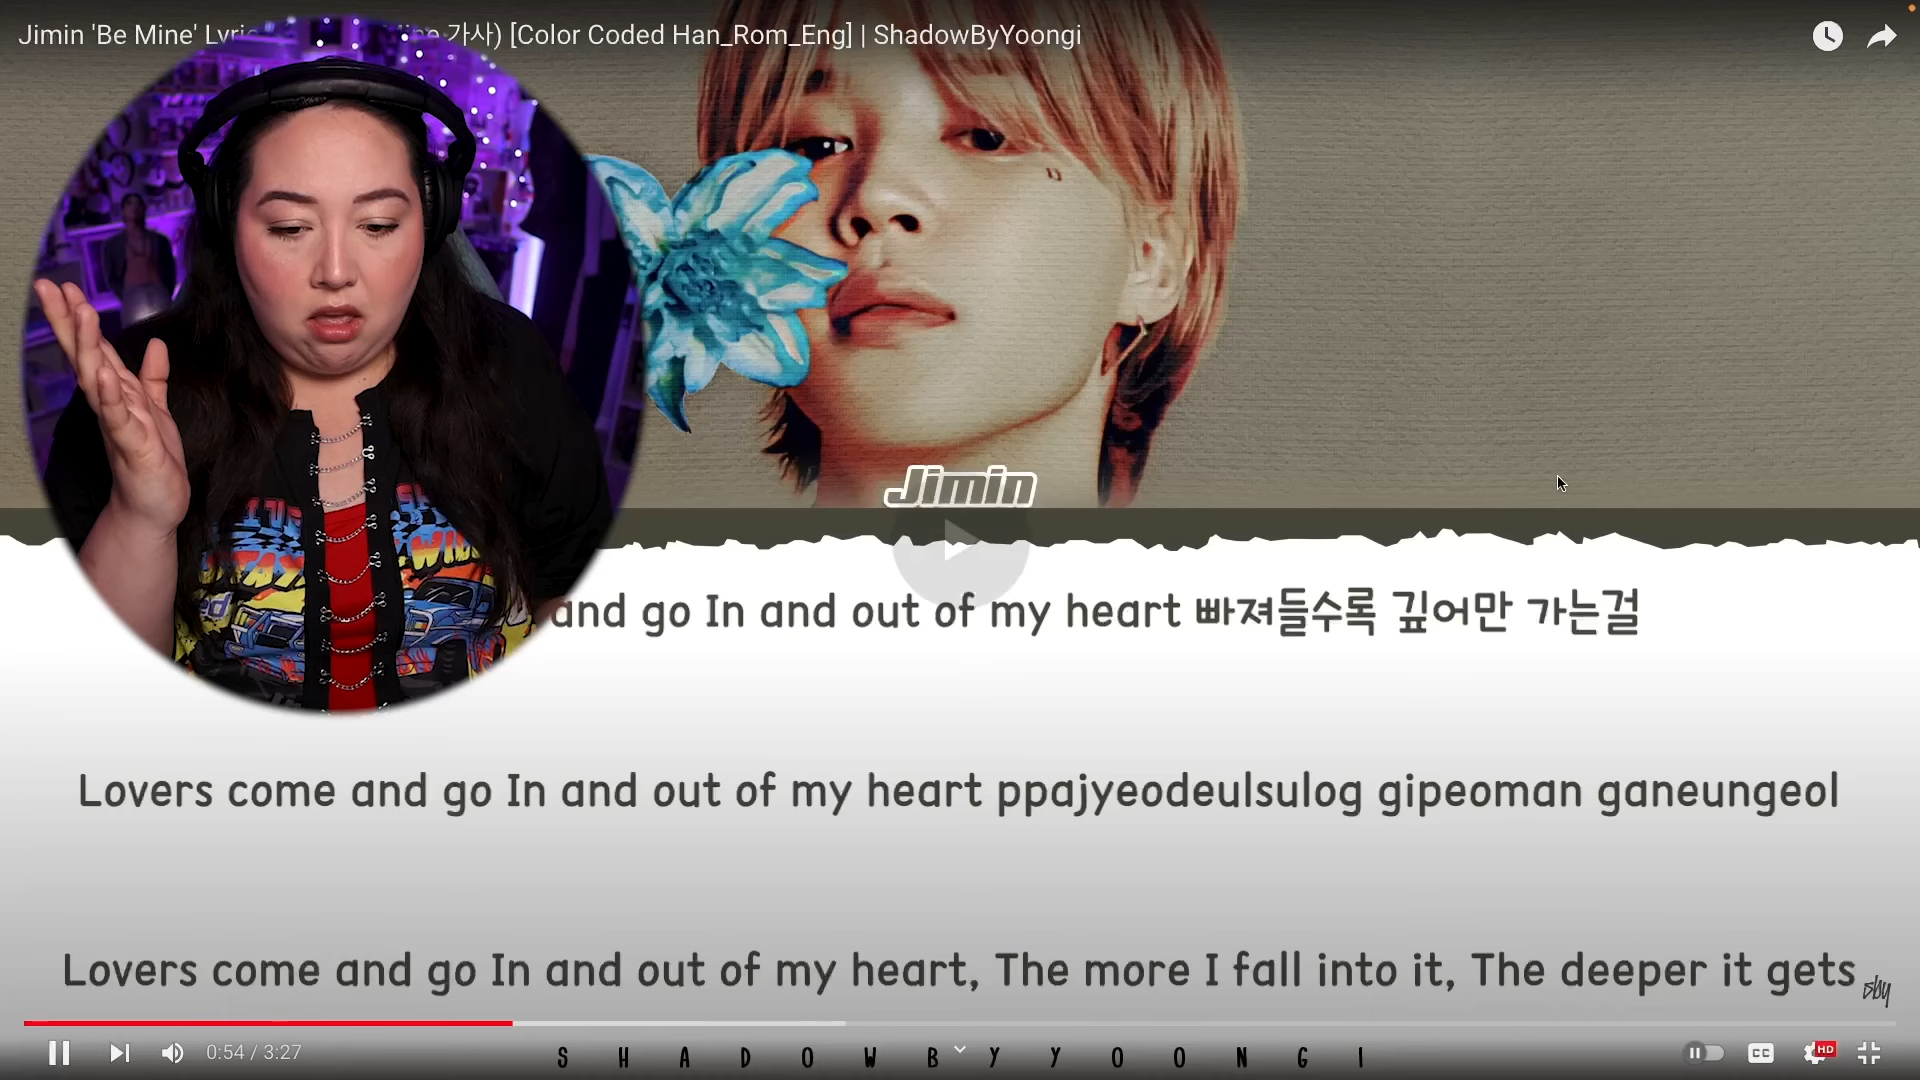 Jimin 'Be Mine' Lyri 가사) [Color Coded Han_Rom_Eng] | ShadowByYoongi
Jimin
and go In and out of my heart 빠져들수록 깊어만 가는걸
Lovers come and go In and out of my heart ppajyeodeulsulog gipeoman ganeungeol
Lovers come and go In and out of my heart, The more I fall into it, The deeper it gets
sby
0:54 / 3:27
S H A D O W B Y Y O O N G I
CC
HD